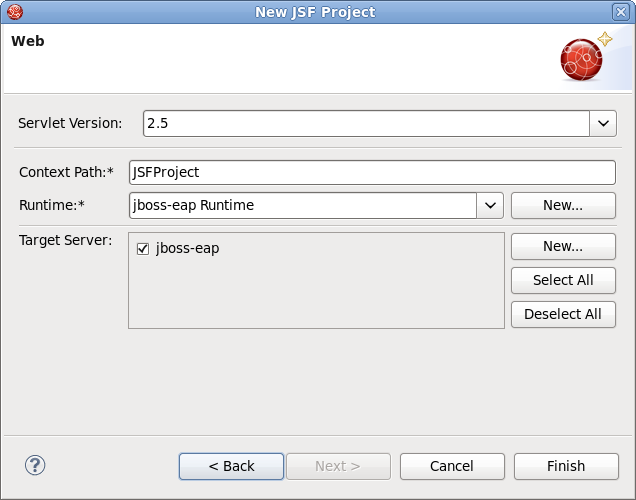 New JSF Project
Web
Servlet Version: 2.5
Context Path:* JSFProject
Runtime:* jboss-eap Runtime New...
Target Server: jboss-eap New...
Select All
Deselect All
? < Back Next > Cancel Finish